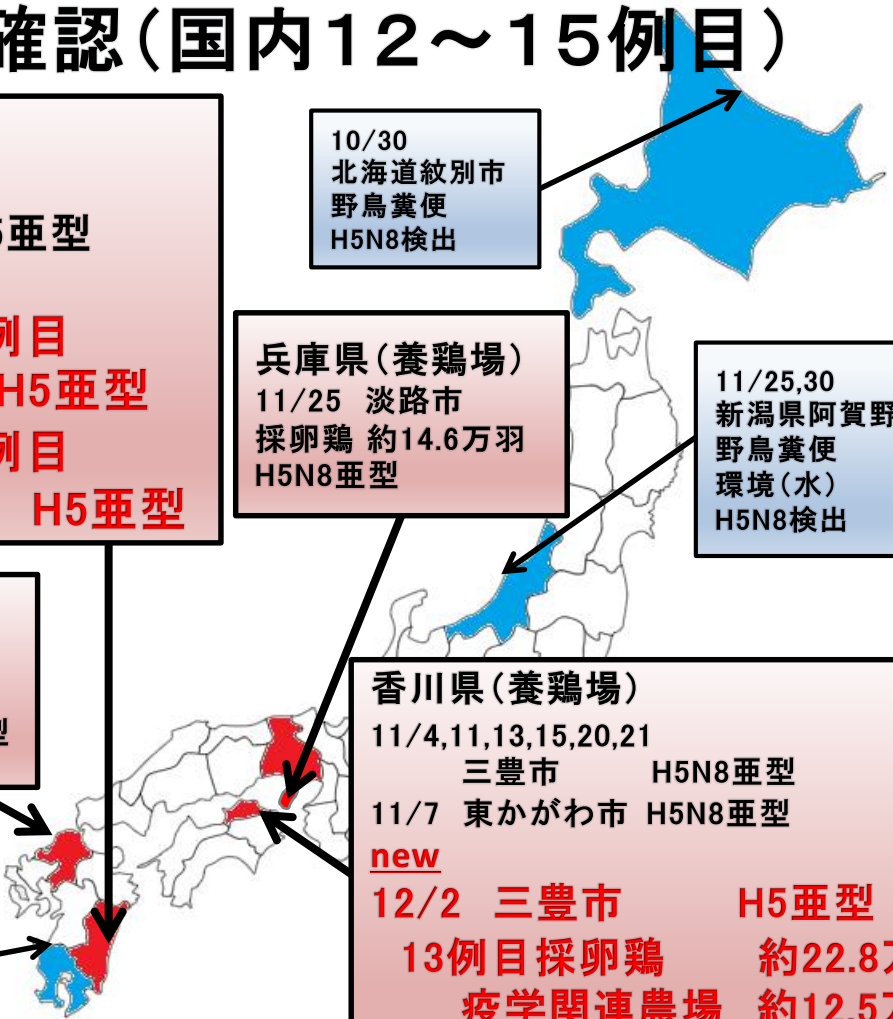 確認（国内１２～１５例目）
亜型
例目
H5亜型
例目
H5亜型
型
10/30
北海道紋別市
野鳥糞便
H5N8検出
兵庫県（養鶏場）
11/25 淡路市
採卵鶏 約14.6万羽
H5N8亜型
11/25,30
新潟県阿賀野
野鳥糞便
環境（水）
H5N8検出
香川県（養鶏場）
11/4,11,13,15,20,21
三豊市 H5N8亜型
11/7 東かがわ市 H5N8亜型
new
12/2 三豊市 H5亜型
13例目採卵鶏 約22.8万
疫学関連農場 約12.5万